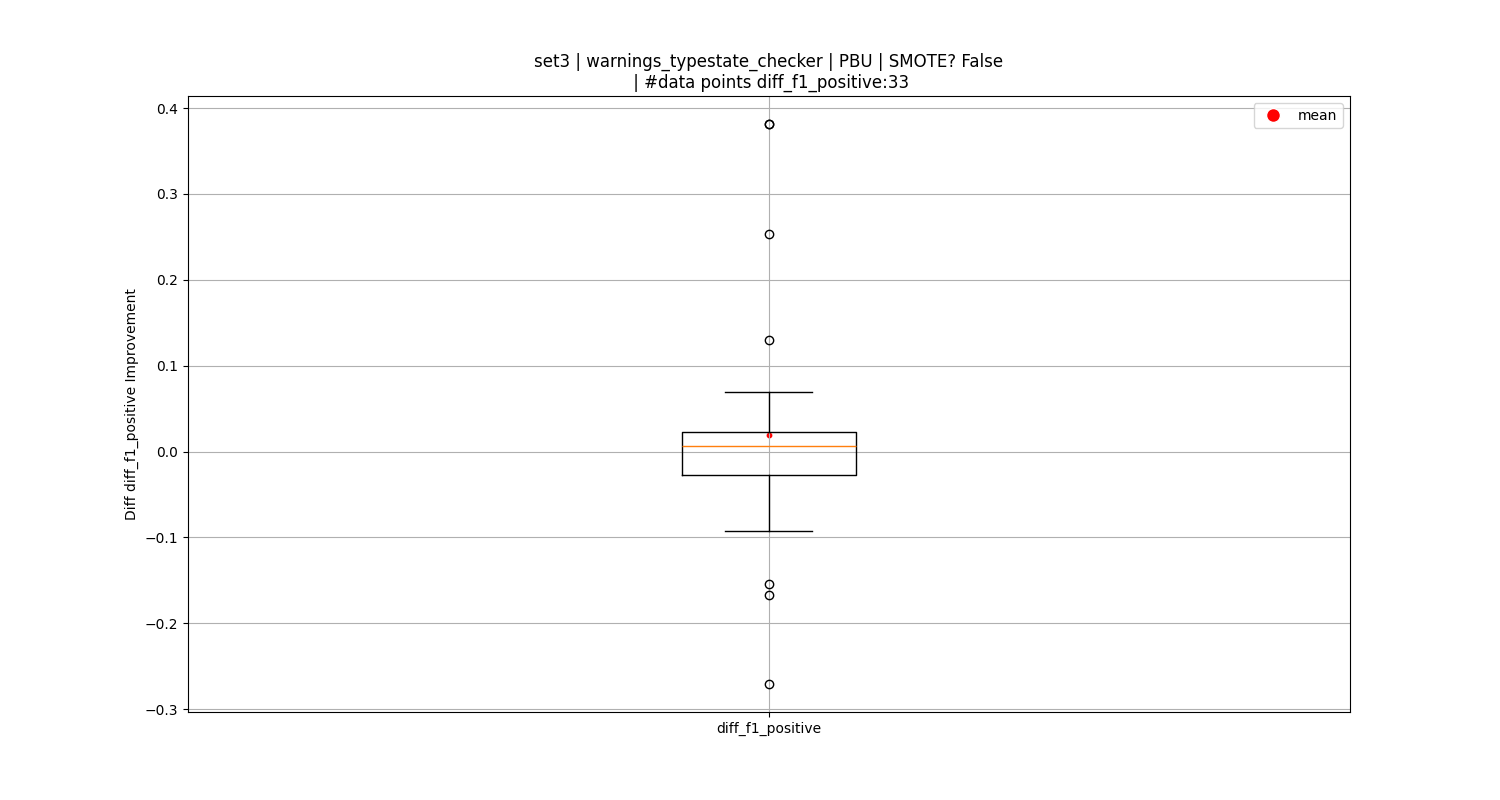 set3 | warnings_typestate_checker | PBU | SMOTE? False
| #data points diff_f1_positive:33
mean
0.4
0.3
0.2
0.1
0.0
−0.1
−0.2
−0.3
Diff diff_f1_positive Improvement
diff_f1_positive